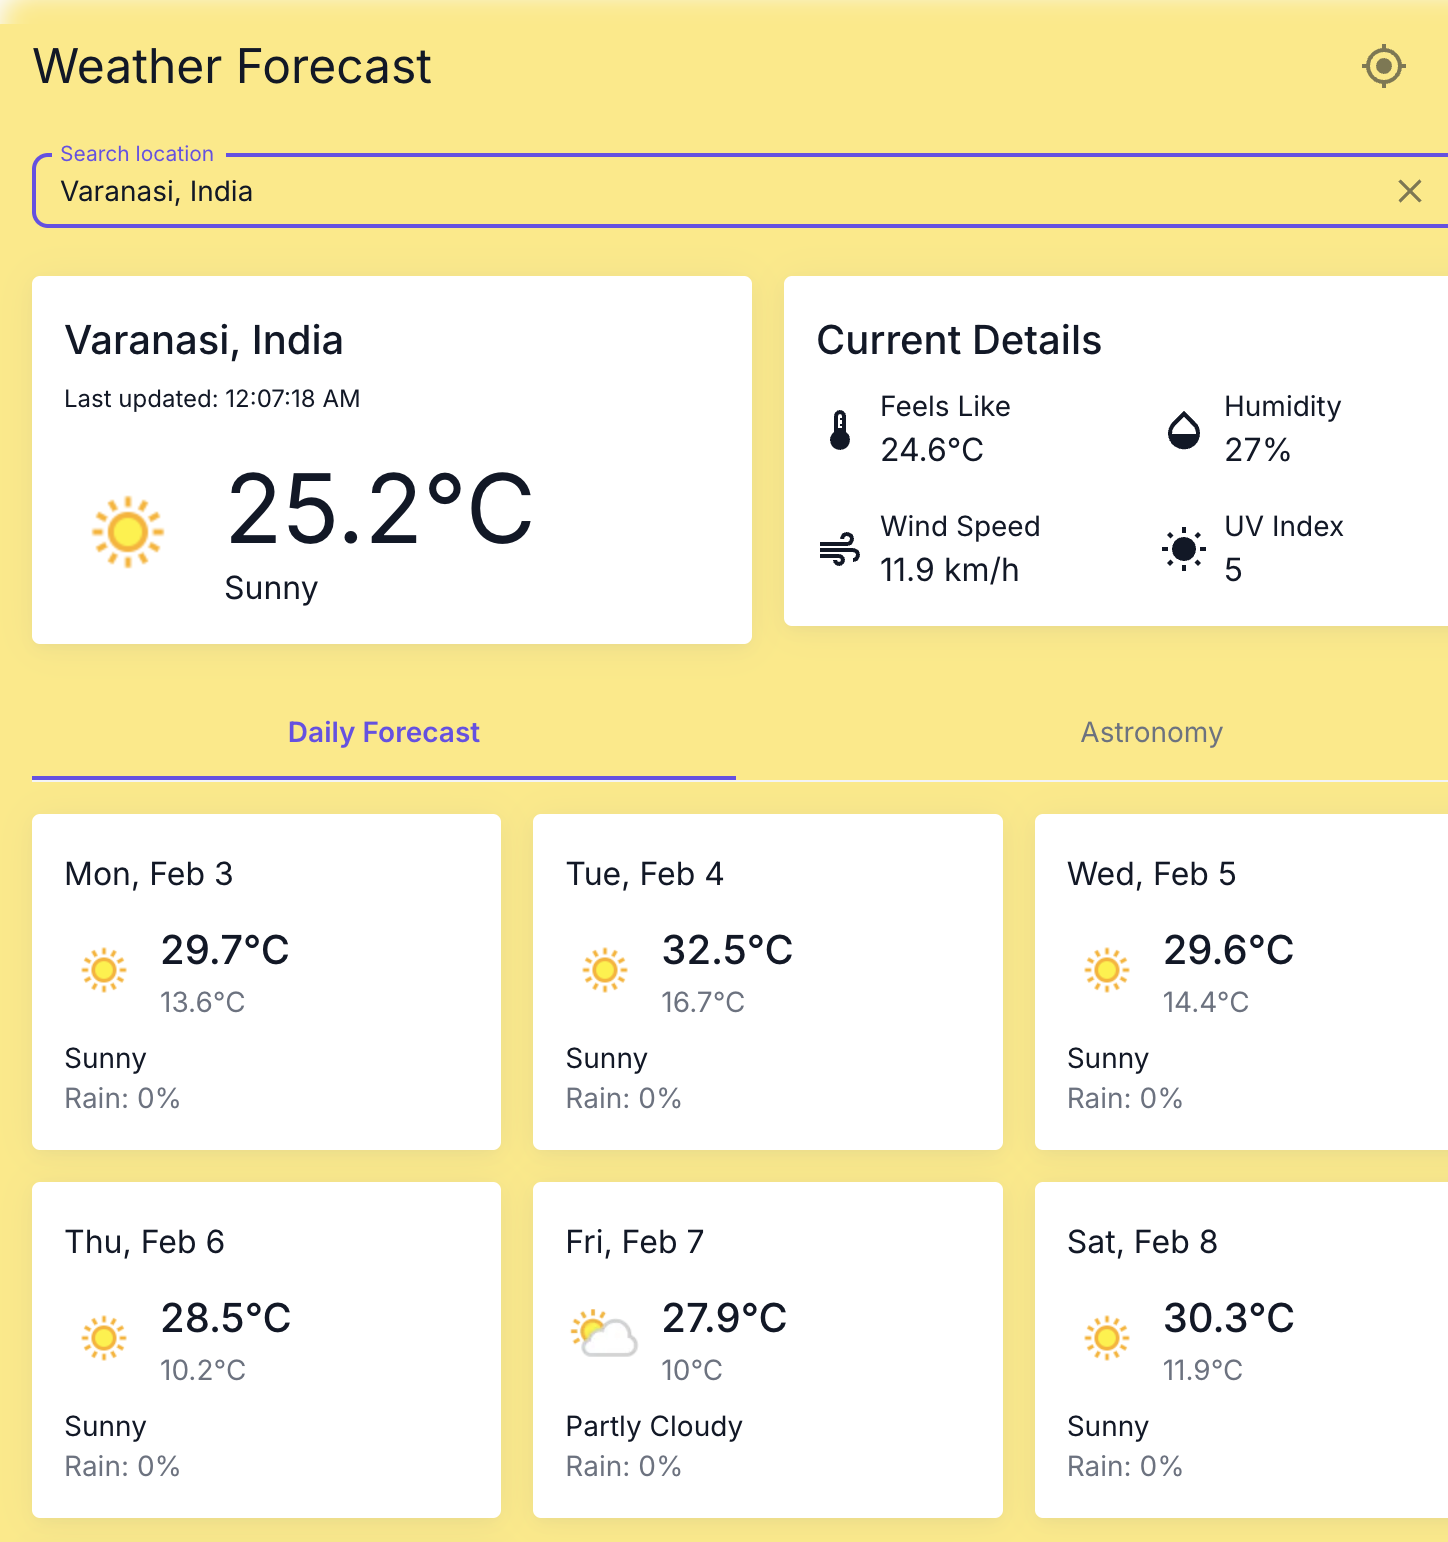 Weather Forecast
Search location
Varanasi, India
Varanasi, India
Last updated: 12:07:18 AM
25.2°C
Sunny
Current Details
Feels Like
24.6°C
Humidity
27%
Wind Speed
11.9 km/h
UV Index
5
Daily Forecast
Astronomy
Mon, Feb 3
29.7°C
13.6°C
Sunny
Rain: 0%
Tue, Feb 4
32.5°C
16.7°C
Sunny
Rain: 0%
Wed, Feb 5
29.6°C
14.4°C
Sunny
Rain: 0%
Thu, Feb 6
28.5°C
10.2°C
Sunny
Rain: 0%
Fri, Feb 7
27.9°C
10°C
Partly Cloudy
Rain: 0%
Sat, Feb 8
30.3°C
11.9°C
Sunny
Rain: 0%